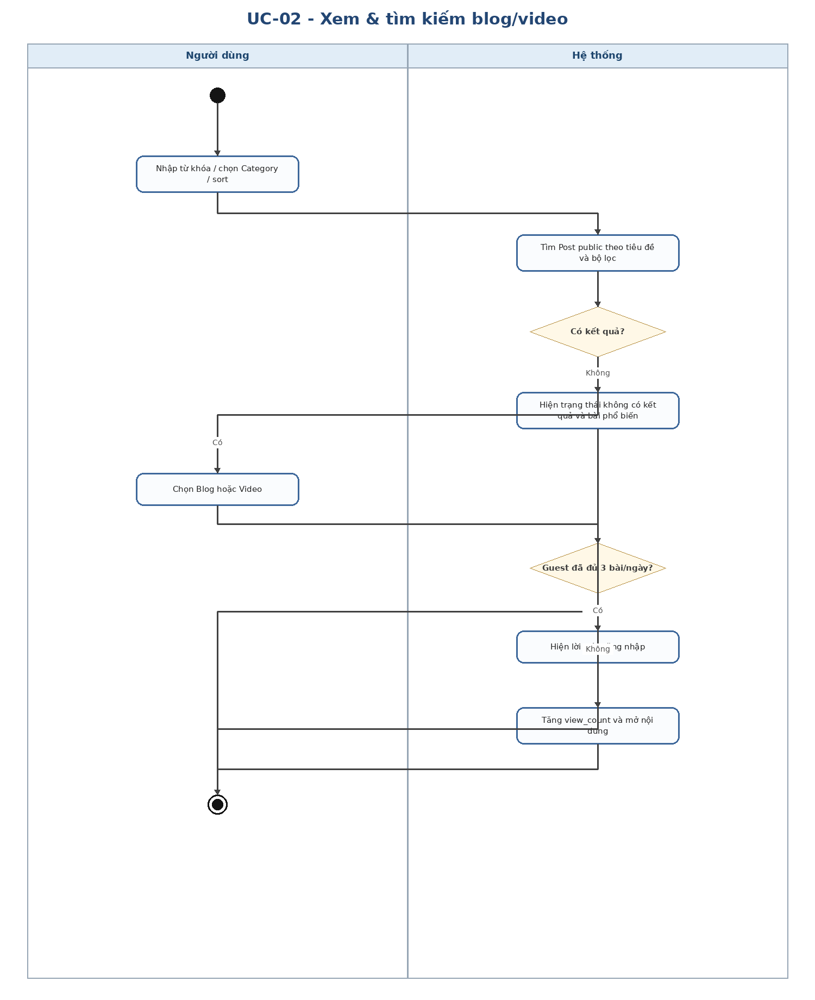 UC-02 - Xem & tìm kiếm blog/video
Người dùng
Hệ thống
Nhập từ khóa / chọn Category
/ sort
Tìm Post public theo tiêu đề
và bộ lọc
Có kết quả?
Không
Hiện trạng thái không có kết
quả và bài phổ biến
Có
Chọn Blog hoặc Video
Guest đã đủ 3 bài/ngày?
Có
Hiện lời nhập
Không
Tăng view_count và mở nội
dung